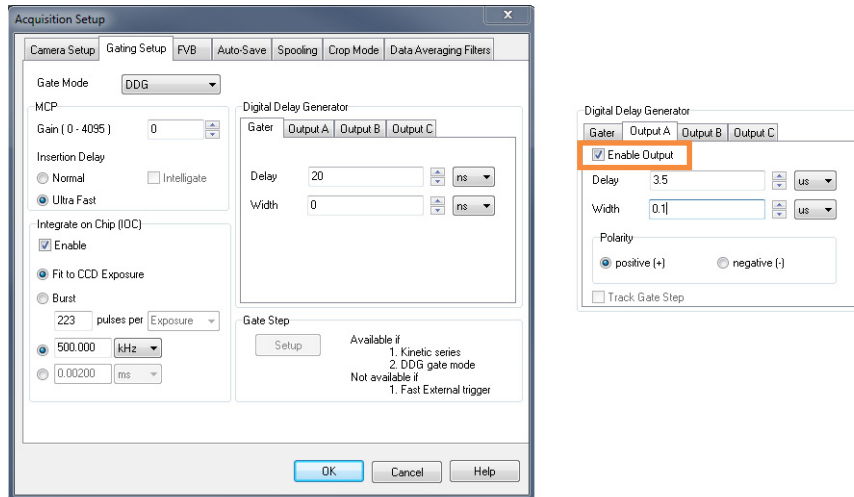 Acquisition Setup
x
Camera Setup Gating Setup FVB Auto-Save Spooling Crop Mode Data Averaging Filters
Gate Mode DDG
MCP
Gain ( 0 - 4095 ) 0
Insertion Delay
Normal Intelligate
Ultra Fast
Integrate on Chip (IOC)
Enable
Fit to CCD Exposure
Burst
223 pulses per Exposure
500.000 kHz
0.00200 ms
Digital Delay Generator
Gater Output A Output B Output C
Delay 20 ns
Width 0 ns
Gate Step
Setup
Available if
1. Kinetic series
2. DDG gate mode
Not available if
1. Fast External trigger
OK Cancel Help
Digital Delay Generator
Gater Output A Output B Output C
Enable Output
Delay 3.5 us
Width 0.1 us
Polarity
positive (+) negative (-)
Track Gate Step